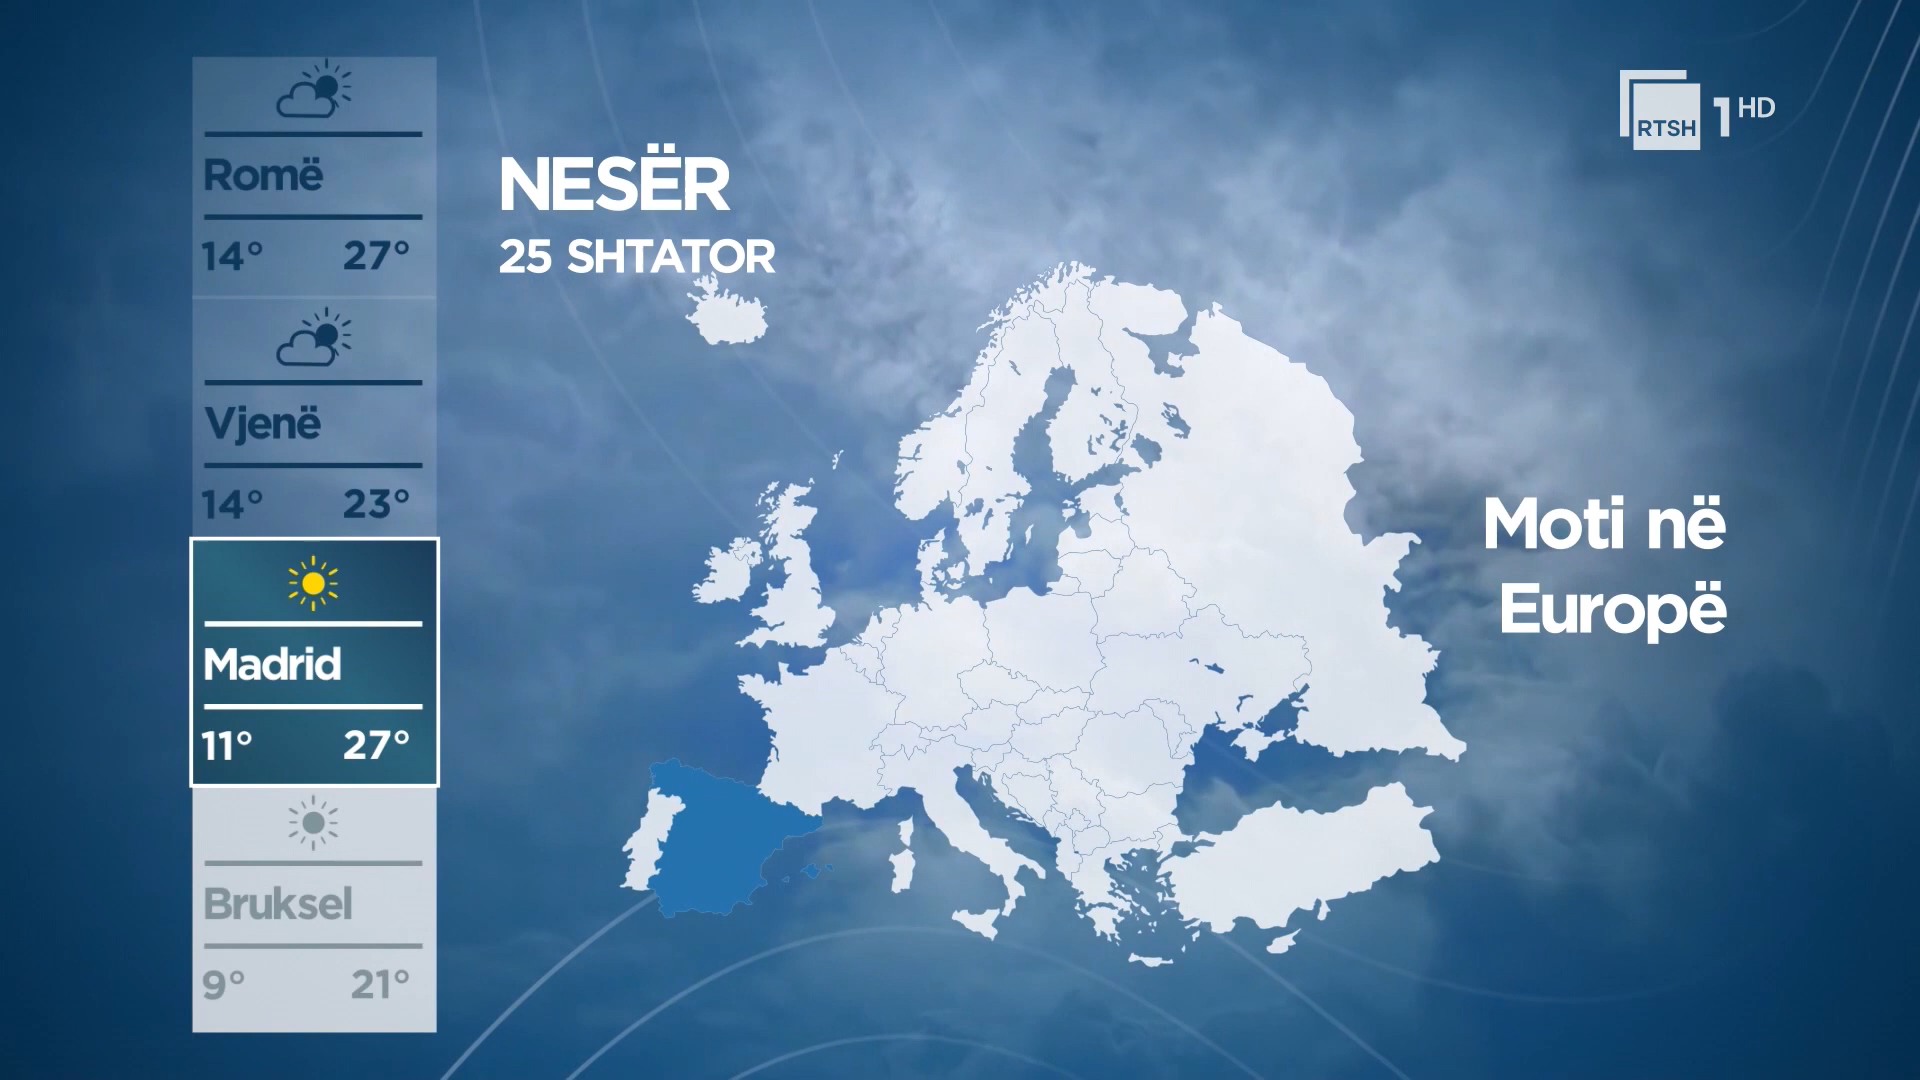 Romë
14° 27°
Vjenë
14° 23°
Madrid
11° 27°
Bruksel
9° 21°
NESËR
25 SHTATOR
RTSH 1 HD
Moti në
Europë